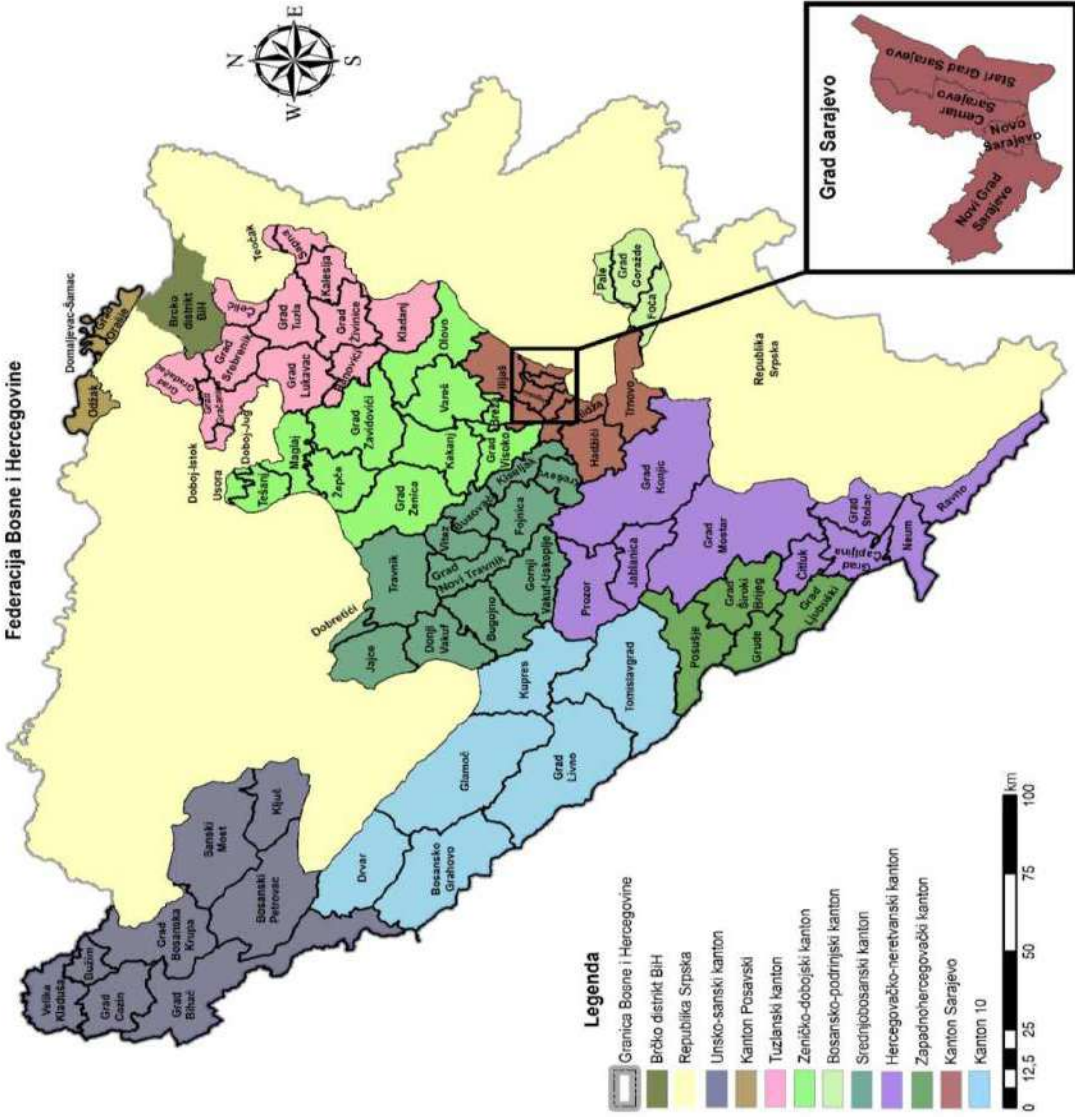 Federacija Bosne i Hercegovine
N
E
S
W
Domaljevac-Šamac
Odžak
Grad
Orašje
Brčko
distrikt
BiH
Grad
Gradačac
Čelić
Grad
Srebrenik
Grad
Gračanica
Doboj-Istok
Doboj-Jug
Teočak
Sapna
Kalesija
Grad
Tuzla
Grad
Lukavac
Grad
Živinice
Banovići
Kladanj
Usora
Tešanj
Maglaj
Žepče
Grad
Zavidovići
Olovo
Vareš
Kakanj
Grad
Zenica
Breza
Grad
Visoko
Ilijaš
Hadžići
Trnovo
Pale
Grad
Goražde
Foča
Republika
Srpska
Dobretići
Jajce
Travnik
Donji
Vakuf
Vitez
Busovača
Kiseljak
Kreševo
Grad
Novi Travnik
Fojnica
Bugojno
Gornji
Vakuf-Uskoplje
Prozor
Jablanica
Grad
Konjic
Grad
Mostar
Čitluk
Grad
Čapljina
Grad
Stolac
Neum
Ravno
Posušje
Grad
Široki
Brijeg
Grude
Grad
Ljubuški
Kupres
Tomislavgrad
Glamoč
Grad
Livno
Drvar
Bosansko
Grahovo
Velika
Kladuša
Bužim
Grad
Cazin
Grad
Bihać
Grad
Bosanska
Krupa
Bosanski
Petrovac
Sanski
Most
Ključ
Grad Sarajevo
Novi Grad
Sarajevo
Novo
Sarajevo
Centar
Sarajevo
Stari Grad Sarajevo
Legenda
Granica Bosne i Hercegovine
Brčko distrikt BiH
Republika Srpska
Unsko-sanski kanton
Kanton Posavski
Tuzlanski kanton
Zeničko-dobojski kanton
Bosansko-podrinjski kanton
Srednjobosanski kanton
Hercegovačko-neretvanski kanton
Zapadnohercegovački kanton
Kanton Sarajevo
Kanton 10
0 12,5 25 50 75 100
km